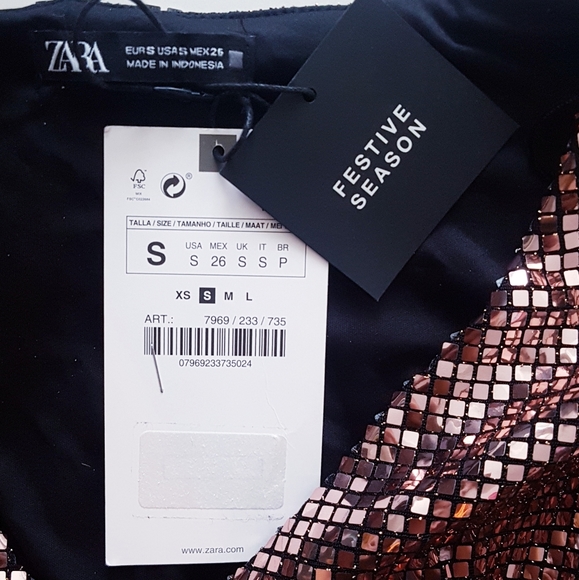 ZARA
EUR S USA S MEX 26
MADE IN INDONESIA
FESTIVE
SEASON
FSC
®
TALLA / SIZE / TAMANHO / TAILLE / MAAT /
S
USA MEX UK IT BR
S 26 S S P
XS S M L
ART.: 7969 / 233 / 735
07969233735024
www.zara.com